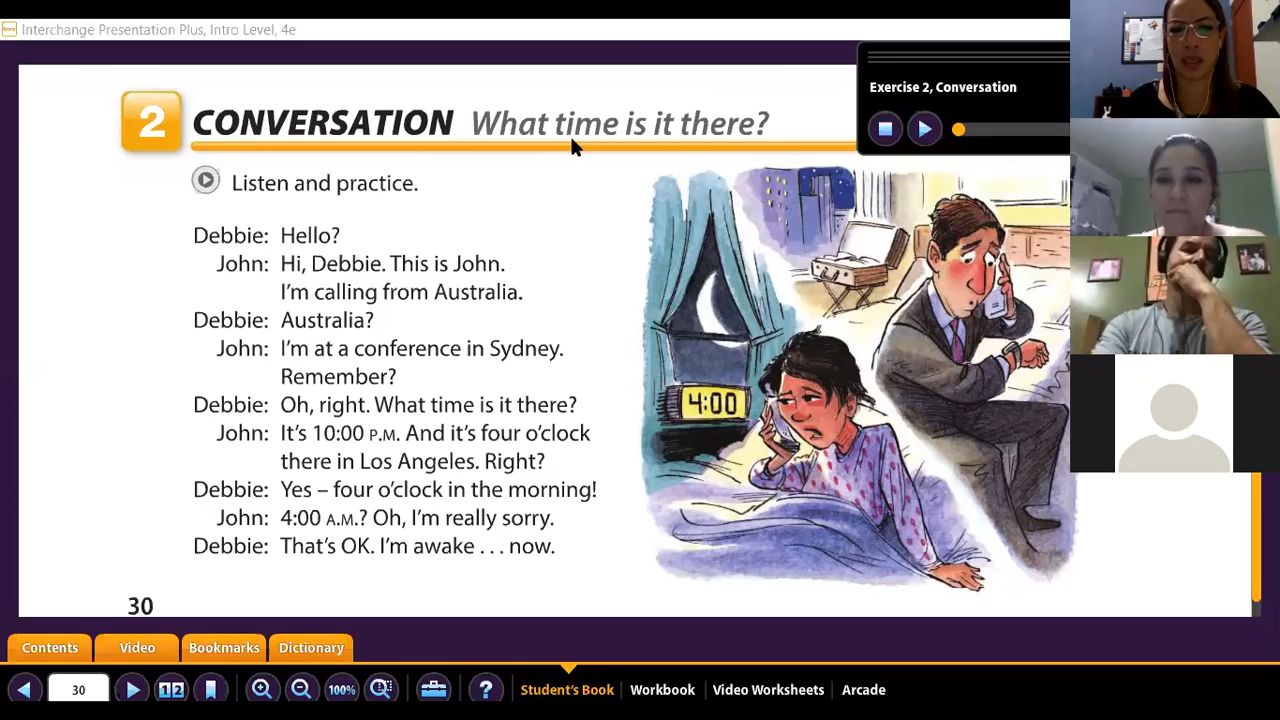 Interchange Presentation Plus, Intro Level, 4e
Exercise 2, Conversation
2 CONVERSATION What time is it there?
Listen and practice.
Debbie: Hello?
John: Hi, Debbie. This is John.
I'm calling from Australia.
Debbie: Australia?
John: I'm at a conference in Sydney.
Remember?
Debbie: Oh, right. What time is it there?
John: It's 10:00 P.M. And it's four o'clock
there in Los Angeles. Right?
Debbie: Yes – four o'clock in the morning!
John: 4:00 A.M.? Oh, I'm really sorry.
Debbie: That's OK. I'm awake . . . now.
4:00
30
Contents Video Bookmarks Dictionary
30 1 2 100% ? Student's Book Workbook Video Worksheets Arcade